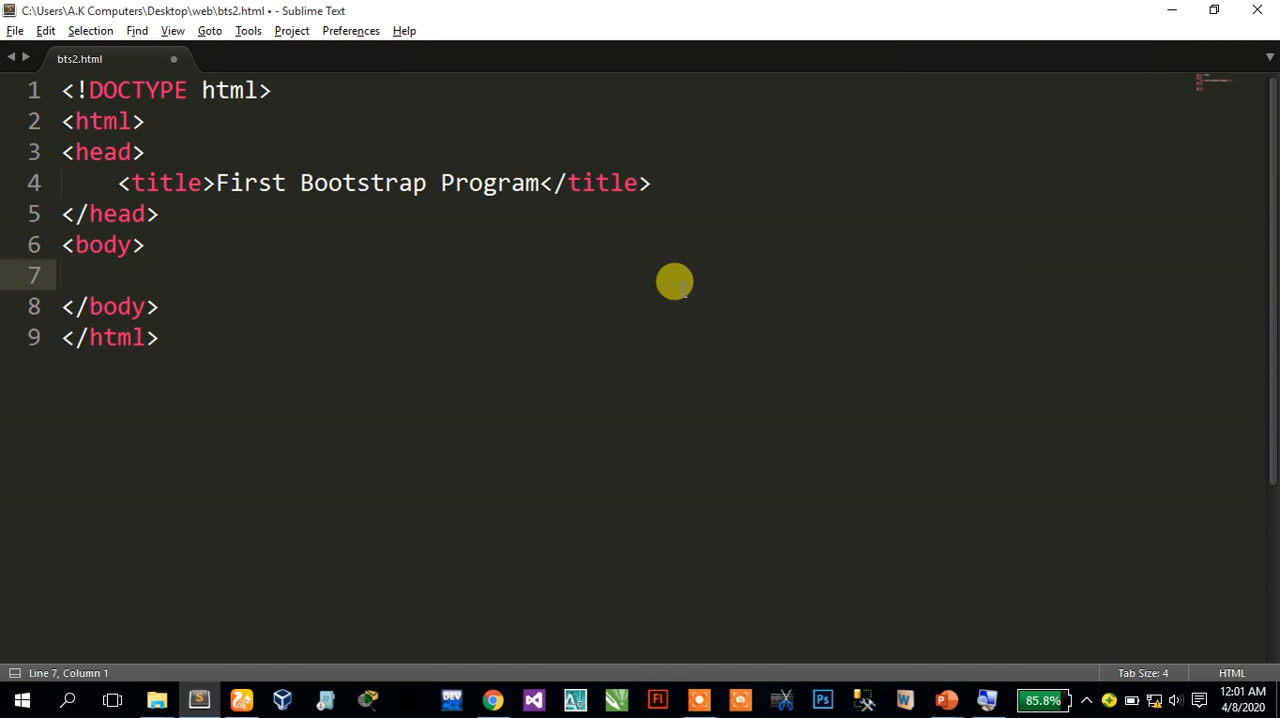 C:\Users\A.K Computers\Desktop\web\bts2.html • - Sublime Text
File Edit Selection Find View Goto Tools Project Preferences Help
bts2.html
1 <!DOCTYPE html>
2 <html>
3 <head>
4 <title>First Bootstrap Program</title>
5 </head>
6 <body>
7
8 </body>
9 </html>
Line 7, Column 1 Tab Size: 4 HTML
DEV Fl Ps W P 85.8% 12:01 AM
4/8/2020